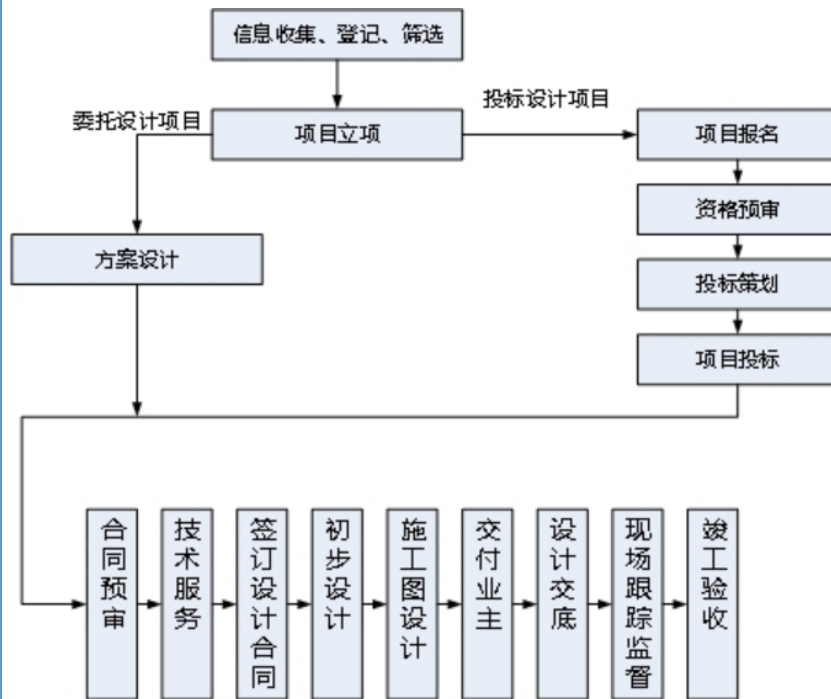 信息收集、登记、筛选
投标设计项目
委托设计项目
项目立项
项目报名
资格预审
方案设计
投标策划
项目投标
合同预审
技术服务
签订设计合同
初步设计
施工图设计
交付业主
设计交底
现场跟踪监督
竣工验收